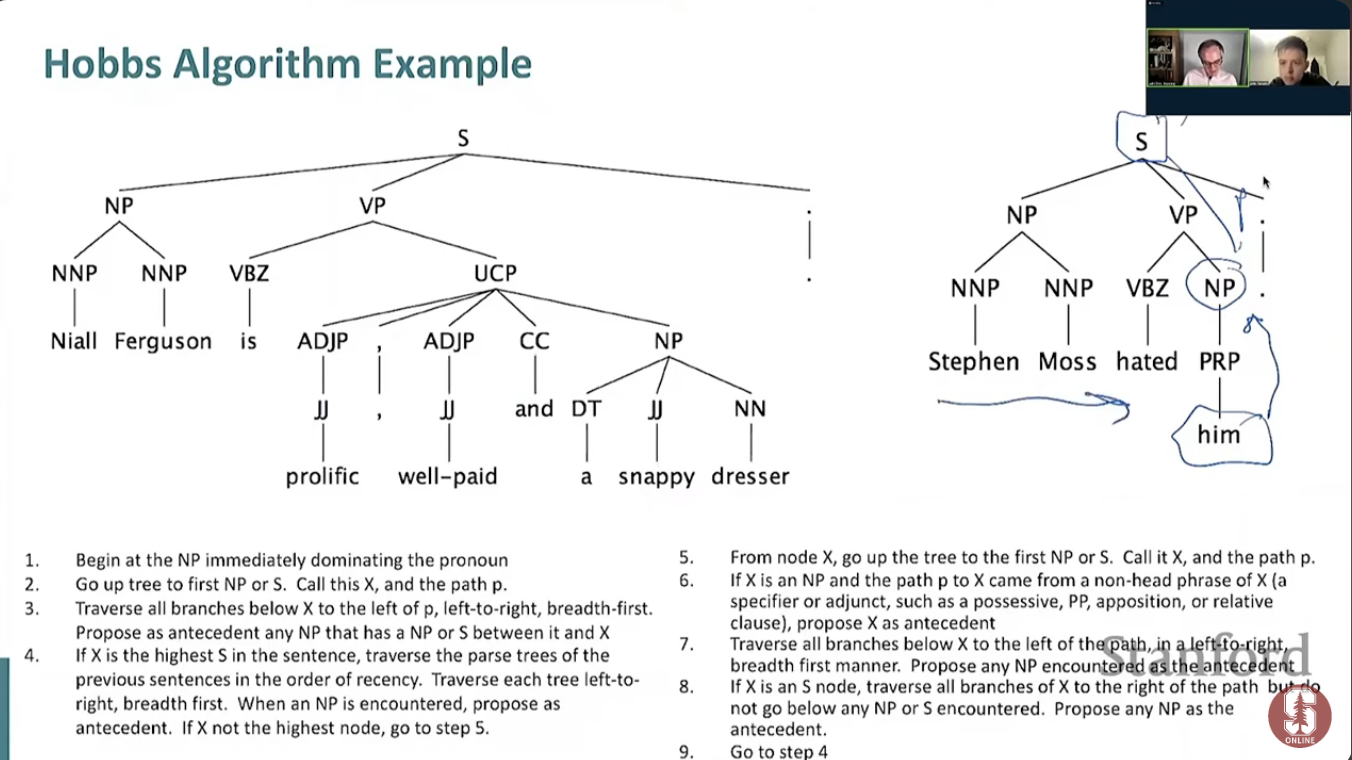 Hobbs Algorithm Example
S
NP VP .
NNP NNP VBZ UCP .
Niall Ferguson is ADJP , ADJP CC NP
JJ , JJ and DT JJ NN
prolific well-paid a snappy dresser
S
p
NP VP .
NNP NNP VBZ NP .
Stephen Moss hated PRP
him
1. Begin at the NP immediately dominating the pronoun
2. Go up tree to first NP or S. Call this X, and the path p.
3. Traverse all branches below X to the left of p, left-to-right, breadth-first.
Propose as antecedent any NP that has a NP or S between it and X
4. If X is the highest S in the sentence, traverse the parse trees of the
previous sentences in the order of recency. Traverse each tree left-to-
right, breadth first. When an NP is encountered, propose as
antecedent. If X not the highest node, go to step 5.
5. From node X, go up the tree to the first NP or S. Call it X, and the path p.
6. If X is an NP and the path p to X came from a non-head phrase of X (a
specifier or adjunct, such as a possessive, PP, apposition, or relative
clause), propose X as antecedent
7. Traverse all branches below X to the left of the path, in a left-to-right,
breadth first manner. Propose any NP encountered as the antecedent
8. If X is an S node, traverse all branches of X to the right of the path but do
not go below any NP or S encountered. Propose any NP as the
antecedent.
9. Go to step 4
Stanford
S
ONLINE